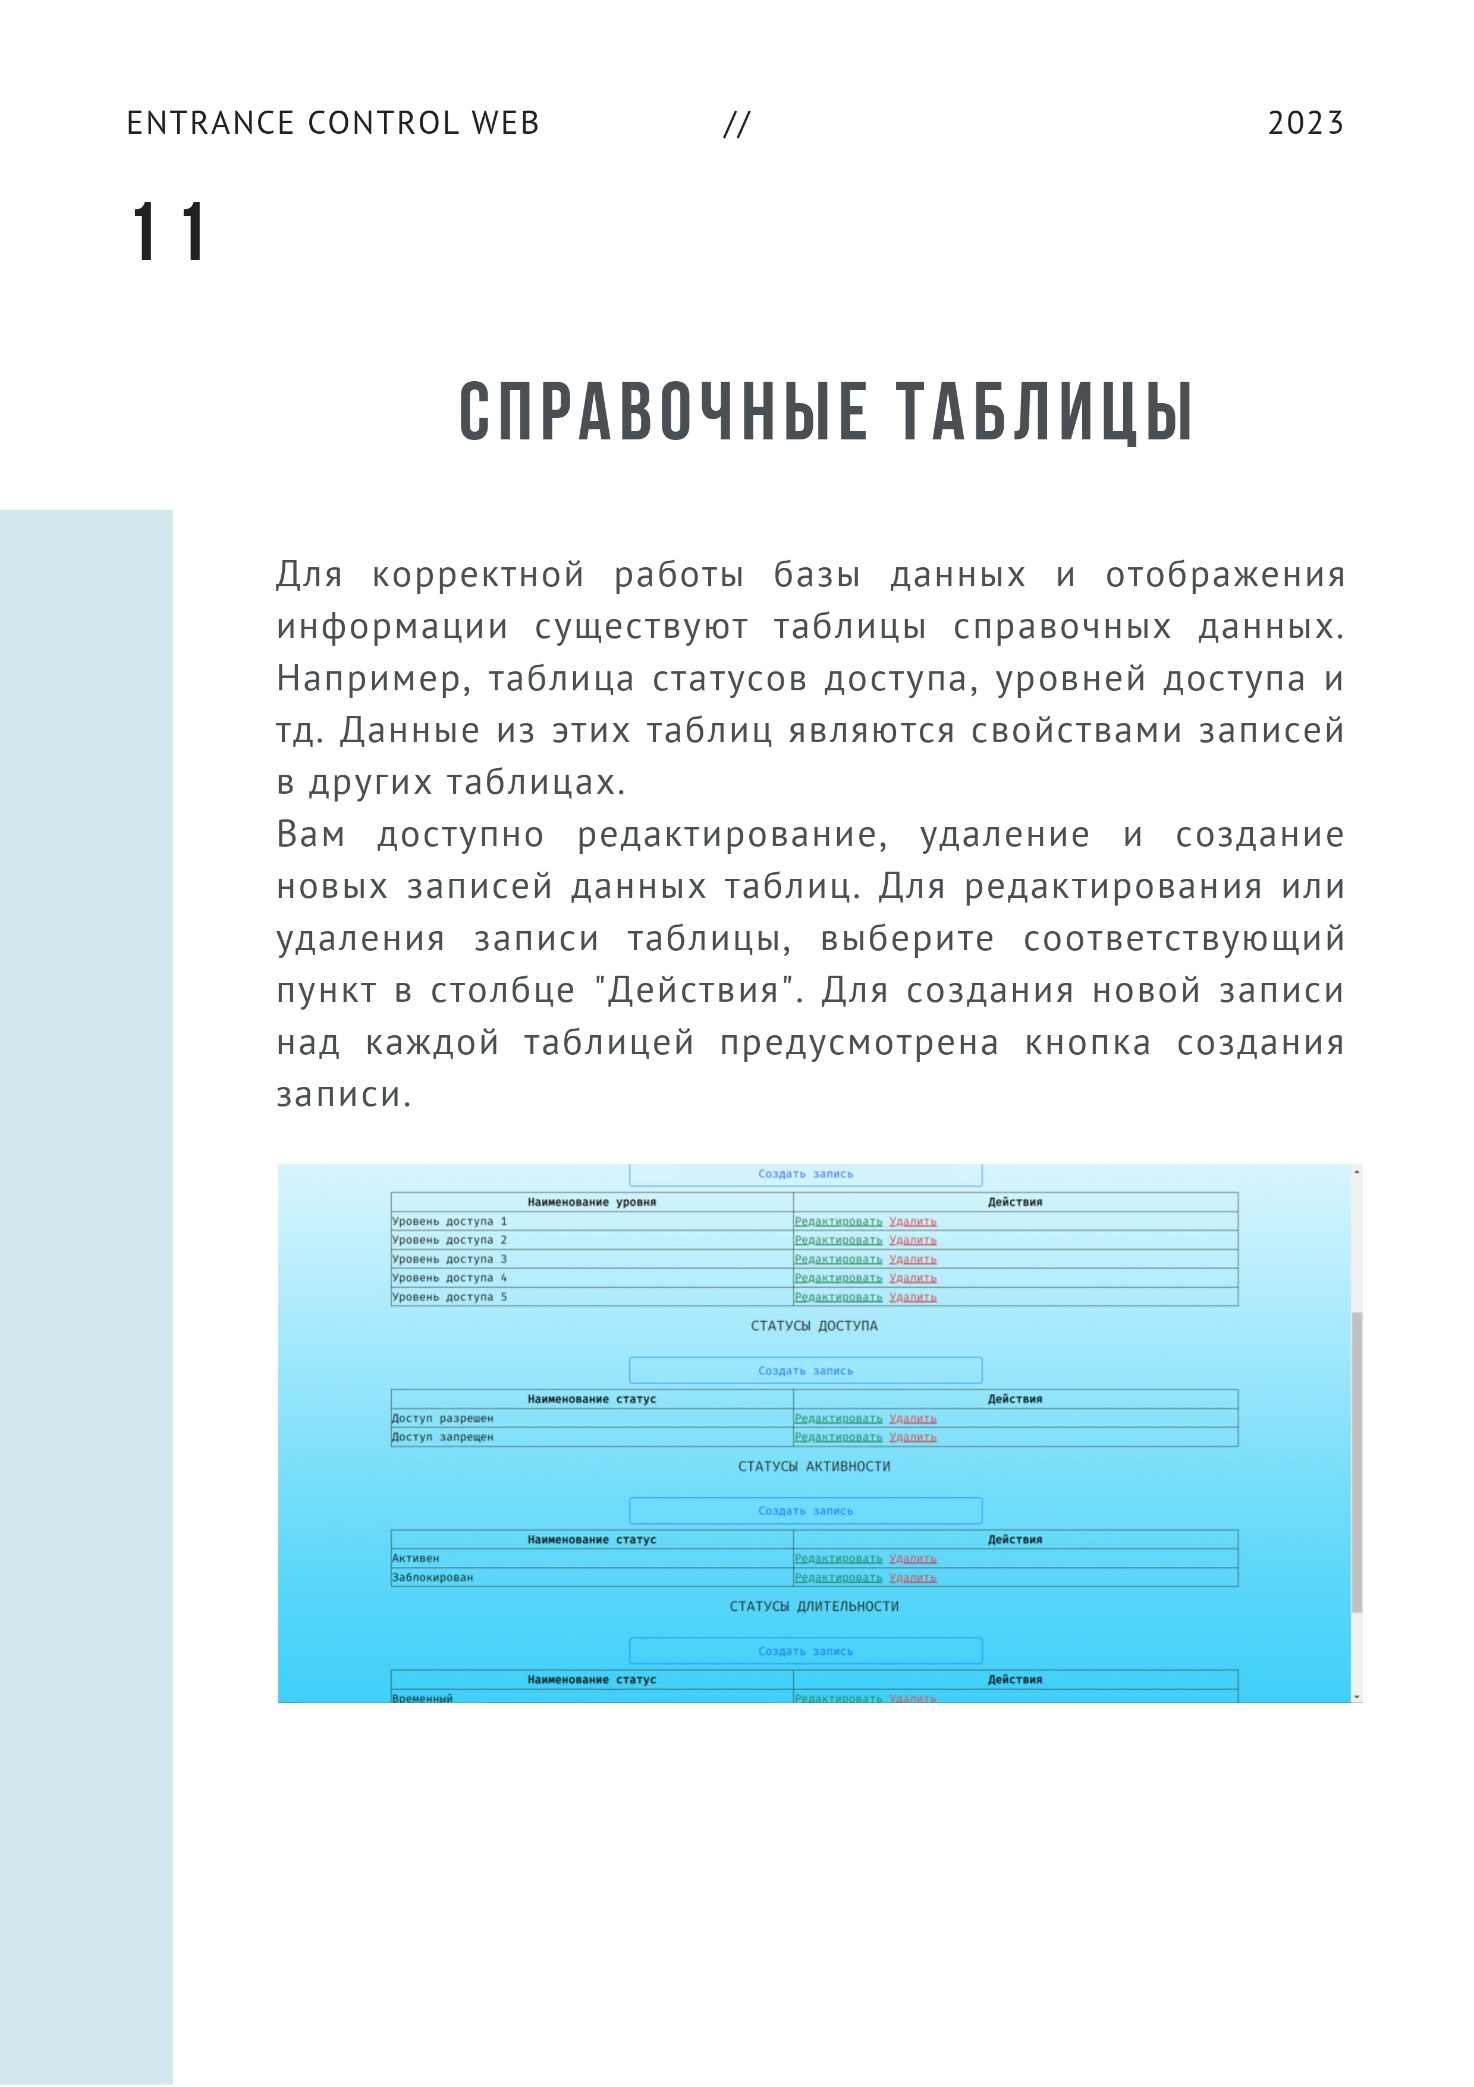 ENTRANCE CONTROL WEB // 2023
11
СПРАВОЧНЫЕ ТАБЛИЦЫ
Для корректной работы базы данных и отображения
информации существуют таблицы справочных данных.
Например, таблица статусов доступа, уровней доступа и
тд. Данные из этих таблиц являются свойствами записей
в других таблицах.
Вам доступно редактирование, удаление и создание
новых записей данных таблиц. Для редактирования или
удаления записи таблицы, выберите соответствующий
пункт в столбце "Действия". Для создания новой записи
над каждой таблицей предусмотрена кнопка создания
записи.
Создать запись
Наименование уровня Действия
Уровень доступа 1 Редактировать Удалить
Уровень доступа 2 Редактировать Удалить
Уровень доступа 3 Редактировать Удалить
Уровень доступа 4 Редактировать Удалить
Уровень доступа 5 Редактировать Удалить
СТАТУСЫ ДОСТУПА
Создать запись
Наименование статус Действия
Доступ разрешен Редактировать Удалить
Доступ запрещен Редактировать Удалить
СТАТУСЫ АКТИВНОСТИ
Создать запись
Наименование статус Действия
Активен Редактировать Удалить
Заблокирован Редактировать Удалить
СТАТУСЫ ДЛИТЕЛЬНОСТИ
Создать запись
Наименование статус Действия
Временный Редактировать Удалить